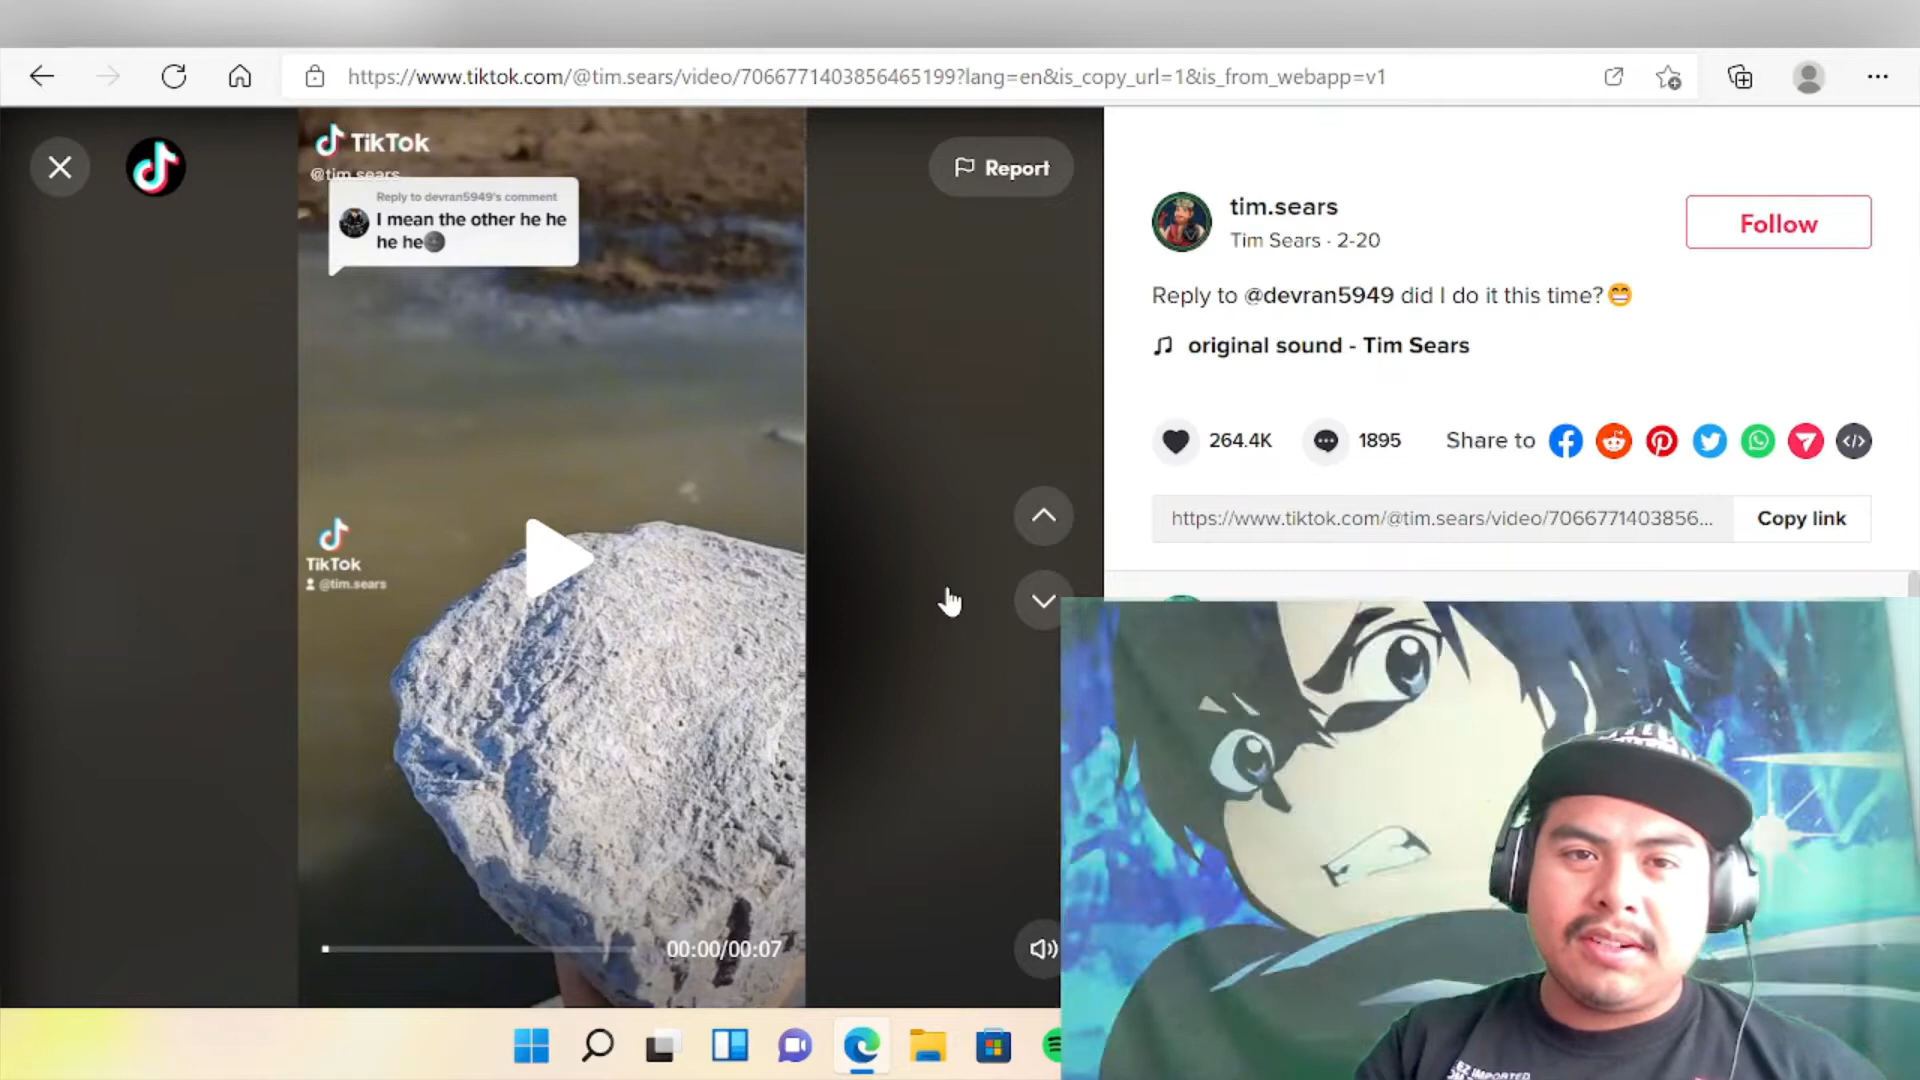 https://www.tiktok.com/@tim.sears/video/7066771403856465199?lang=en&is_copy_url=1&is_from_webapp=v1
TikTok
@tim.sears
Reply to devran5949's comment
I mean the other he he
he he
Report
tim.sears
Tim Sears · 2-20
Follow
Reply to @devran5949 did I do it this time?😁
original sound - Tim Sears
264.4K
1895
Share to
https://www.tiktok.com/@tim.sears/video/7066771403856...
Copy link
TikTok
@tim.sears
00:00/00:07